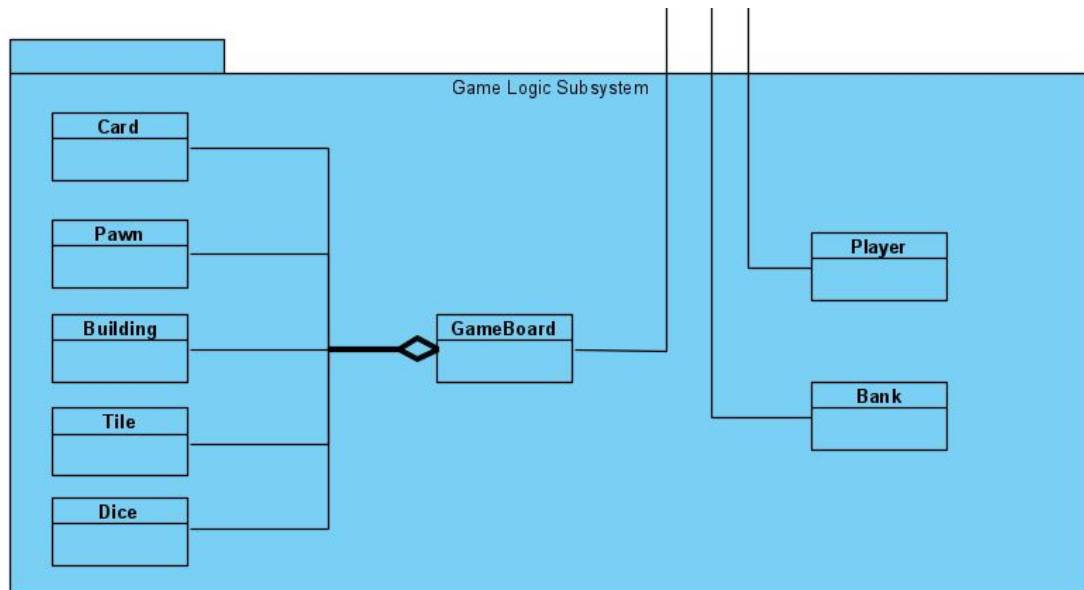 Game Logic Subsystem
Card
Pawn
Player
Building
GameBoard
Bank
Tile
Dice